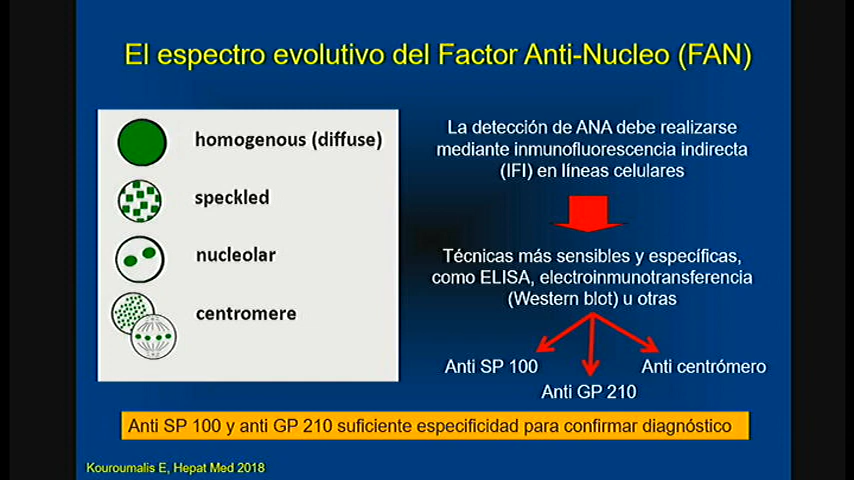 El espectro evolutivo del Factor Anti-Nucleo (FAN)
homogenous (diffuse)
speckled
nucleolar
centromere
La detección de ANA debe realizarse
mediante inmunofluorescencia indirecta
(IFI) en líneas celulares
Técnicas más sensibles y específicas,
como ELISA, electroinmunotransferencia
(Western blot) u otras
Anti SP 100
Anti GP 210
Anti centrómero
Anti SP 100 y anti GP 210 suficiente especificidad para confirmar diagnóstico
Kouroumalis E, Hepat Med 2018